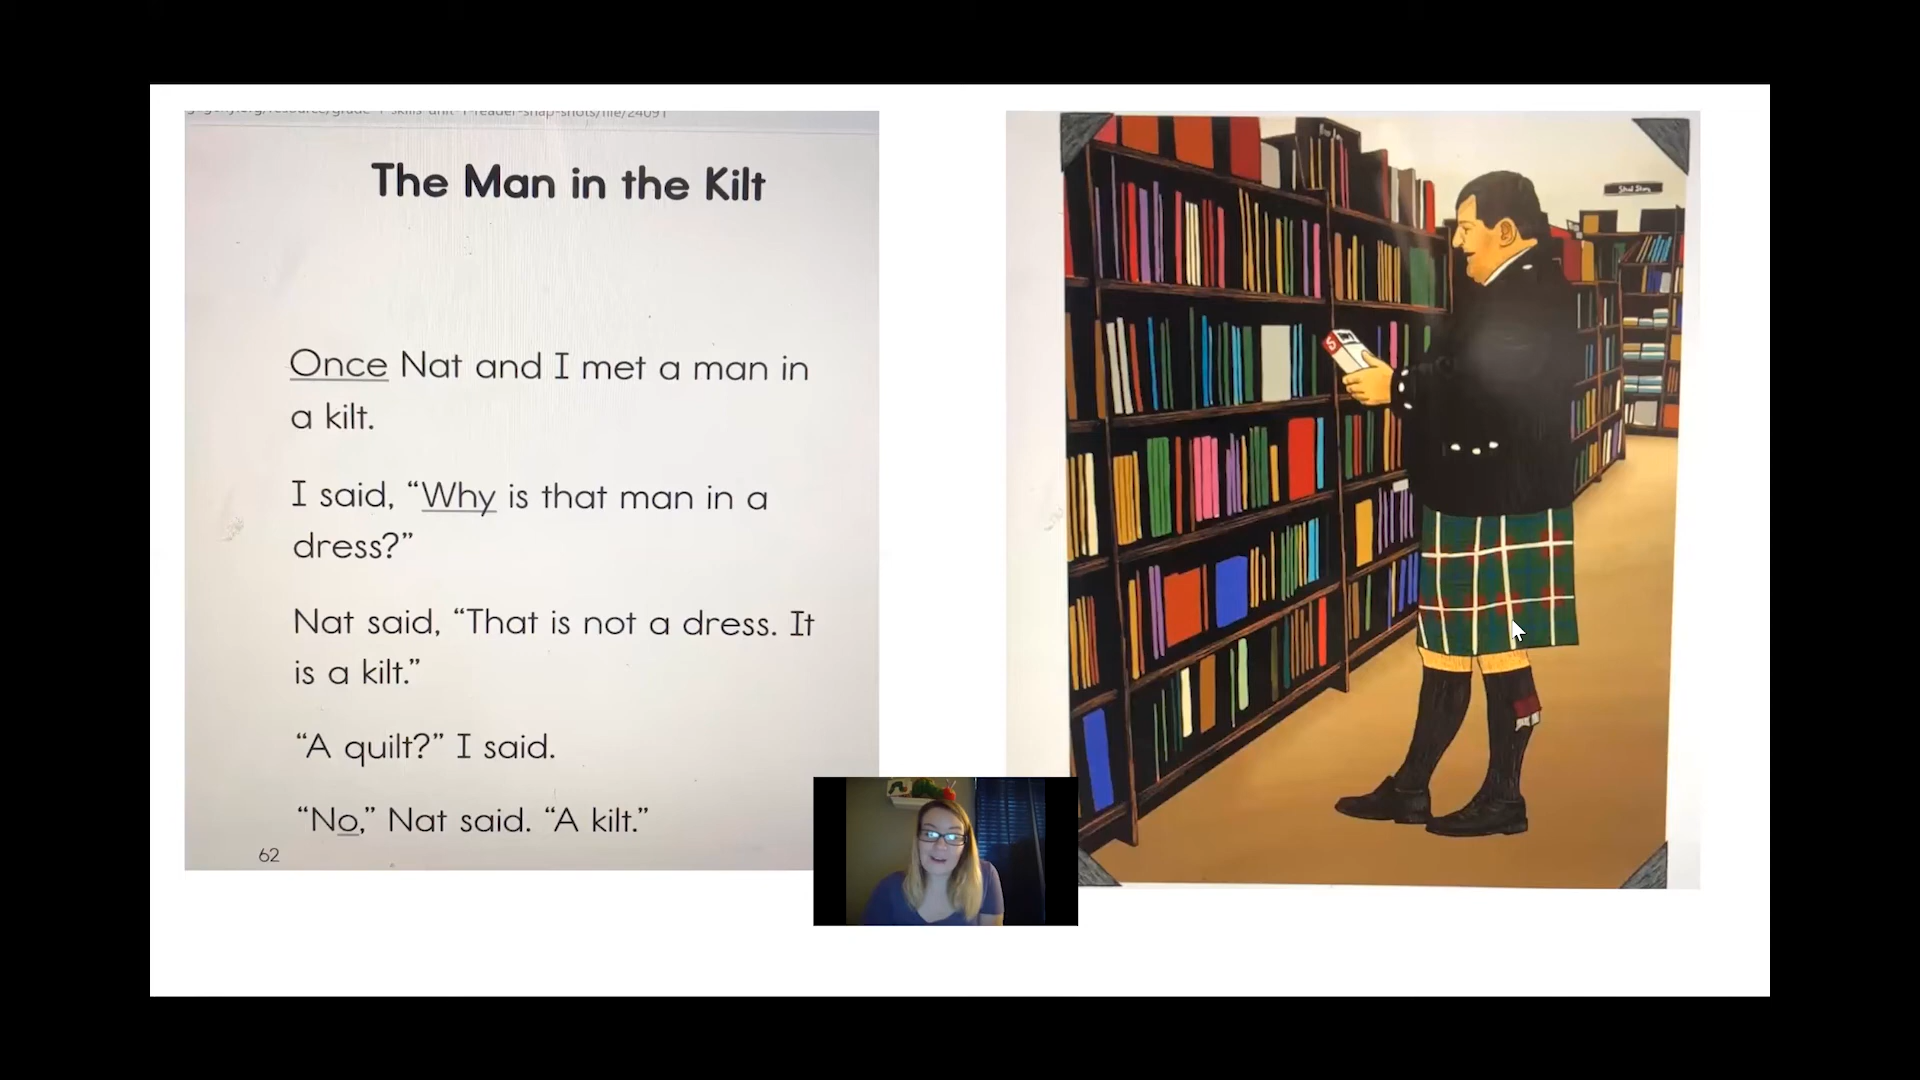 The Man in the Kilt
Once Nat and I met a man in
a kilt.
I said, “Why is that man in a
dress?”
Nat said, “That is not a dress. It
is a kilt.”
“A quilt?” I said.
“No,” Nat said. “A kilt.”
62